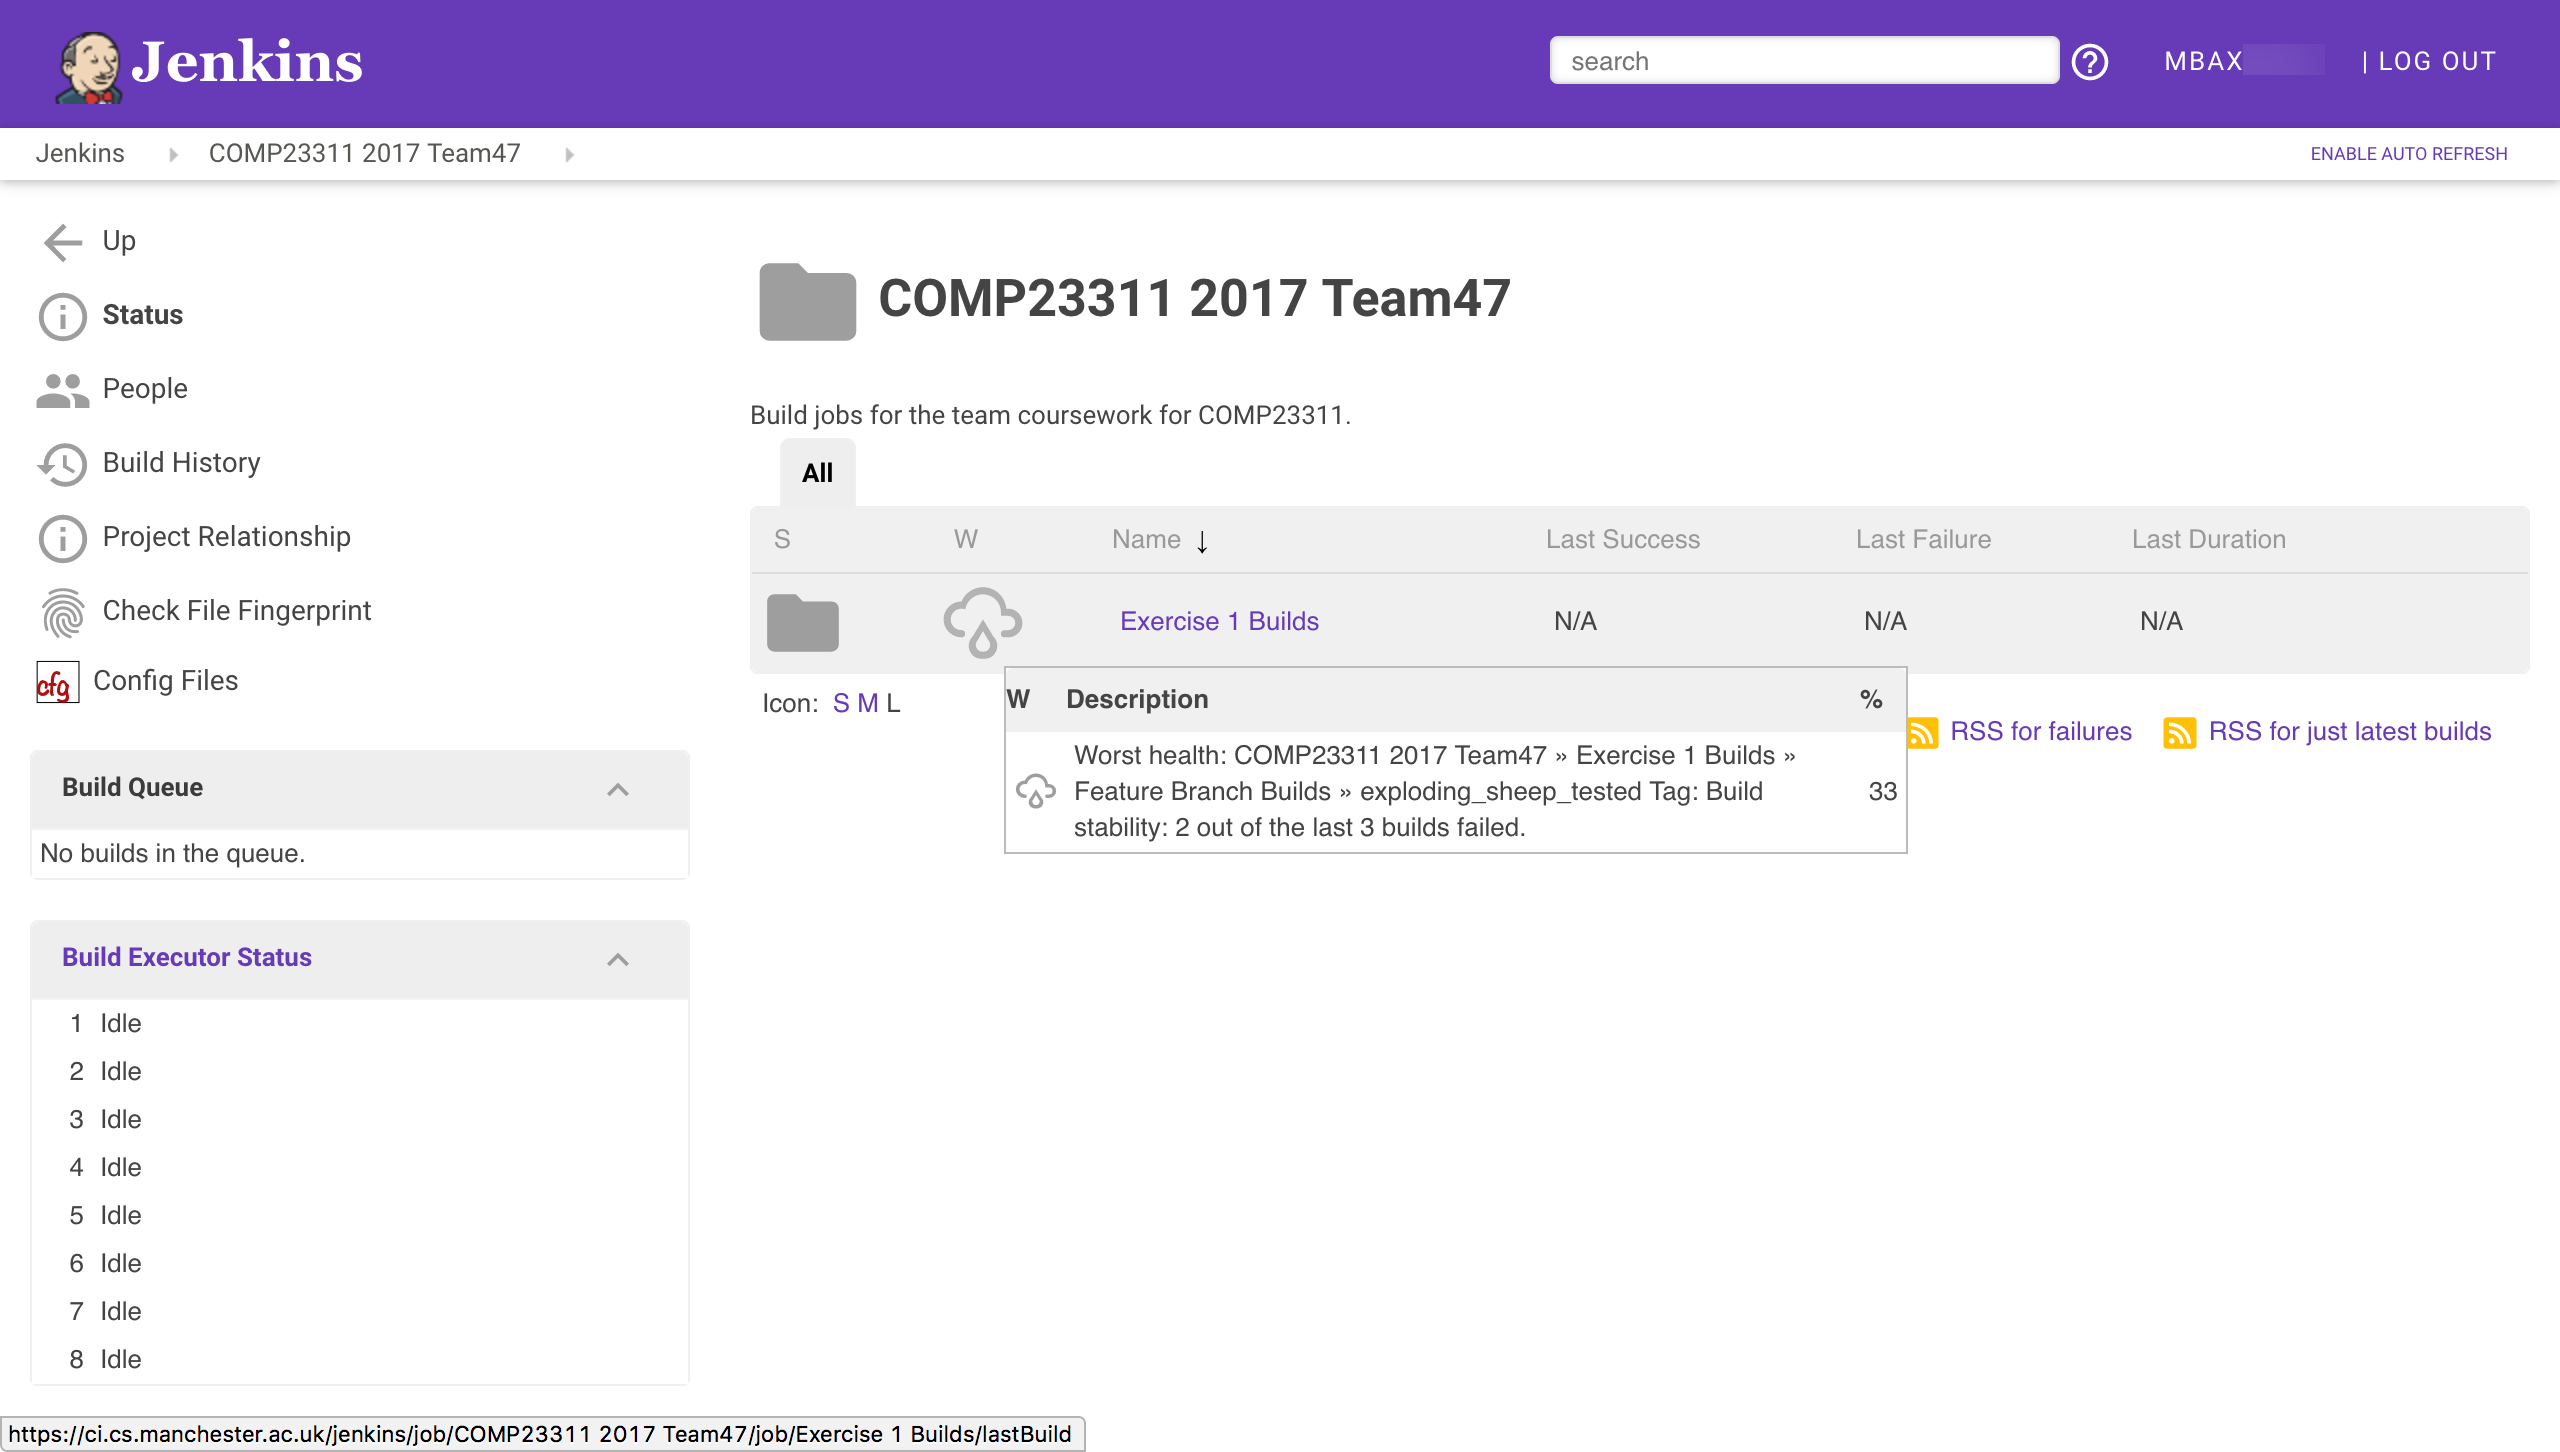 Jenkins
search
MBAX
| LOG OUT
Jenkins
COMP23311 2017 Team47
ENABLE AUTO REFRESH
Up
Status
People
Build History
Project Relationship
Check File Fingerprint
cfg Config Files
Build Queue
No builds in the queue.
Build Executor Status
1 Idle
2 Idle
3 Idle
4 Idle
5 Idle
6 Idle
7 Idle
8 Idle
COMP23311 2017 Team47
Build jobs for the team coursework for COMP23311.
All
S W Name ↓ Last Success Last Failure Last Duration
Exercise 1 Builds N/A N/A N/A
Icon: S M L
W Description %
Worst health: COMP23311 2017 Team47 » Exercise 1 Builds »
Feature Branch Builds » exploding_sheep_tested Tag: Build
stability: 2 out of the last 3 builds failed.
33
RSS for failures
RSS for just latest builds
https://ci.cs.manchester.ac.uk/jenkins/job/COMP23311 2017 Team47/job/Exercise 1 Builds/lastBuild